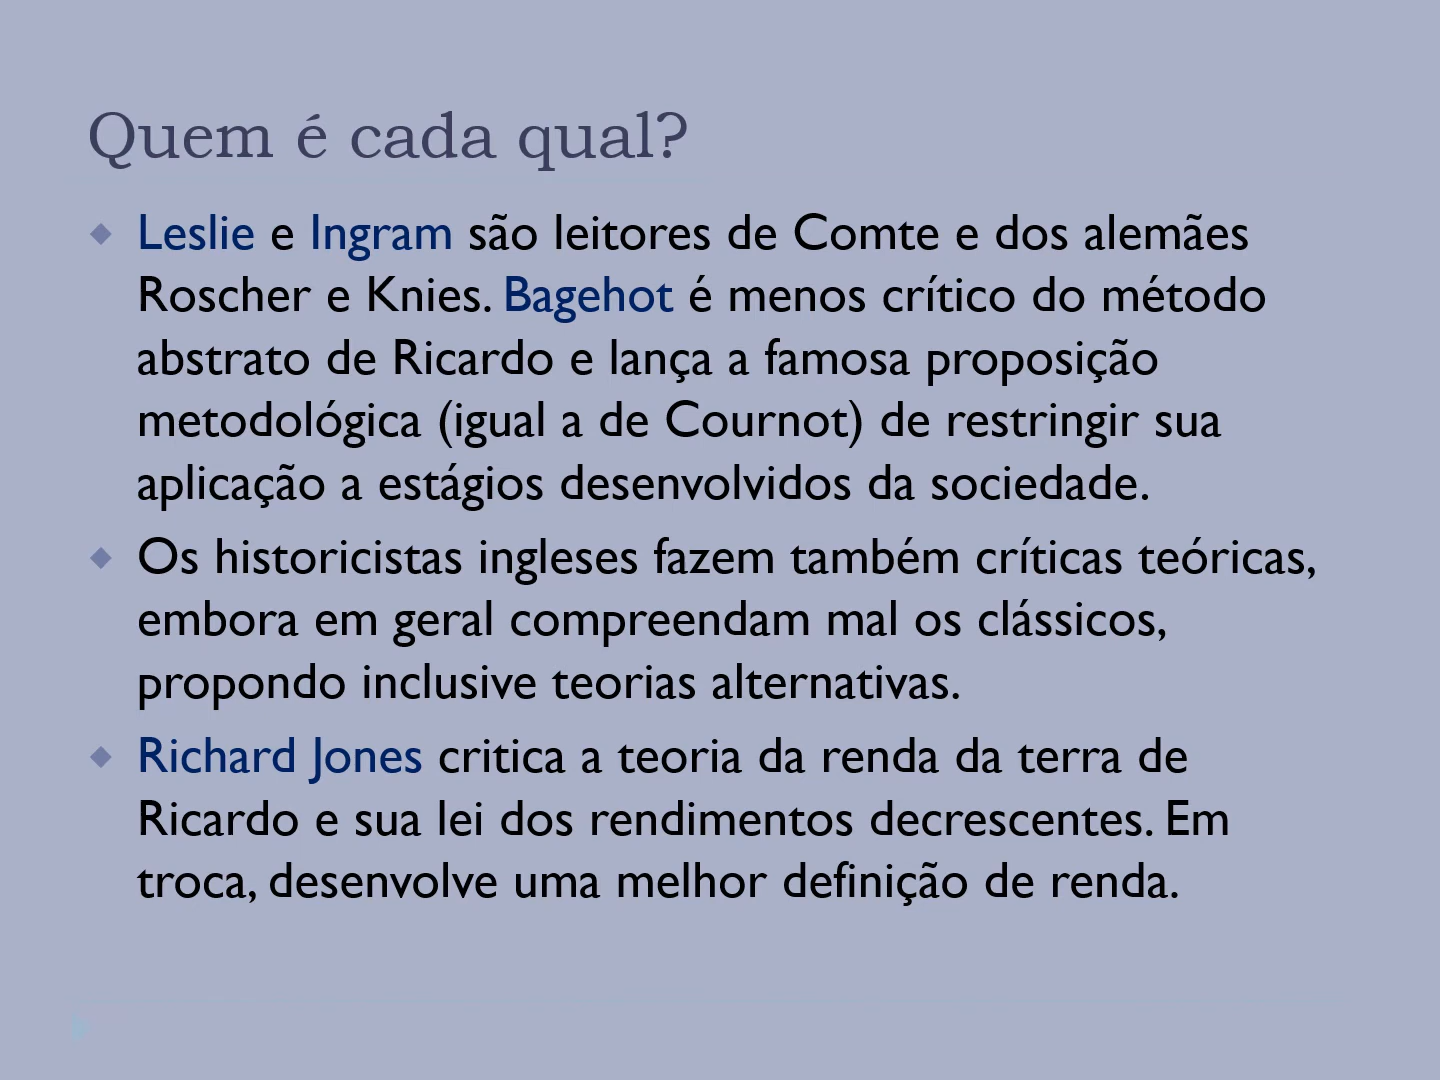 Quem é cada qual?
Leslie e Ingram são leitores de Comte e dos alemães
Roscher e Knies. Bagehot é menos crítico do método
abstrato de Ricardo e lança a famosa proposição
metodológica (igual a de Cournot) de restringir sua
aplicação a estágios desenvolvidos da sociedade.
Os historicistas ingleses fazem também críticas teóricas,
embora em geral compreendam mal os clássicos,
propondo inclusive teorias alternativas.
Richard Jones critica a teoria da renda da terra de
Ricardo e sua lei dos rendimentos decrescentes. Em
troca, desenvolve uma melhor definição de renda.